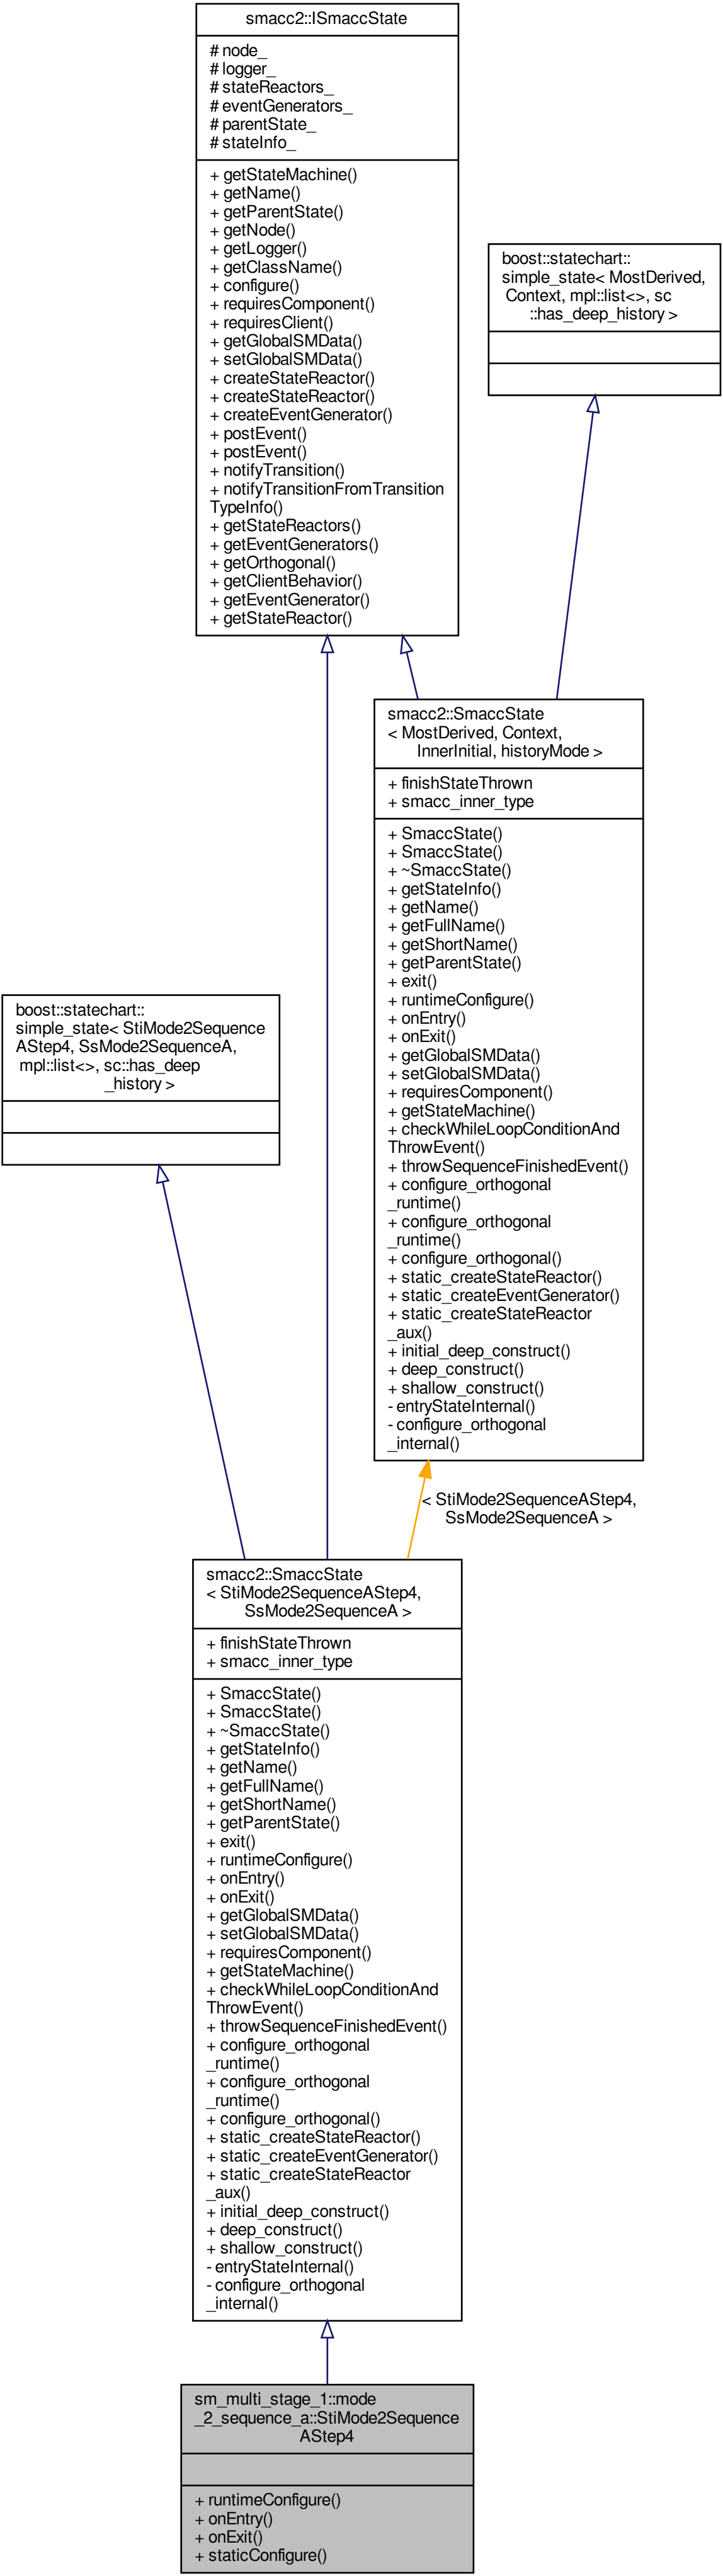 smacc2::ISmaccState
# node_
# logger_
# stateReactors_
# eventGenerators_
# parentState_
# stateInfo_
+ getStateMachine()
+ getName()
+ getParentState()
+ getNode()
+ getLogger()
+ getClassName()
+ configure()
+ requiresComponent()
+ requiresClient()
+ getGlobalSMData()
+ setGlobalSMData()
+ createStateReactor()
+ createStateReactor()
+ createEventGenerator()
+ postEvent()
+ postEvent()
+ notifyTransition()
+ notifyTransitionFromTransition
TypeInfo()
+ getStateReactors()
+ getEventGenerators()
+ getOrthogonal()
+ getClientBehavior()
+ getEventGenerator()
+ getStateReactor()
boost::statechart::
simple_state< MostDerived,
Context, mpl::list<>, sc
::has_deep_history >
smacc2::SmaccState
< MostDerived, Context,
InnerInitial, historyMode >
+ finishStateThrown
+ smacc_inner_type
+ SmaccState()
+ SmaccState()
+ ~SmaccState()
+ getStateInfo()
+ getName()
+ getFullName()
+ getShortName()
+ getParentState()
+ exit()
+ runtimeConfigure()
+ onEntry()
+ onExit()
+ getGlobalSMData()
+ setGlobalSMData()
+ requiresComponent()
+ getStateMachine()
+ checkWhileLoopConditionAnd
ThrowEvent()
+ throwSequenceFinishedEvent()
+ configure_orthogonal
_runtime()
+ configure_orthogonal
_runtime()
+ configure_orthogonal()
+ static_createStateReactor()
+ static_createEventGenerator()
+ static_createStateReactor
_aux()
+ initial_deep_construct()
+ deep_construct()
+ shallow_construct()
- entryStateInternal()
- configure_orthogonal
_internal()
boost::statechart::
simple_state< StiMode2Sequence
AStep4, SsMode2SequenceA,
mpl::list<>, sc::has_deep
_history >
< StiMode2SequenceAStep4,
SsMode2SequenceA >
smacc2::SmaccState
< StiMode2SequenceAStep4,
SsMode2SequenceA >
+ finishStateThrown
+ smacc_inner_type
+ SmaccState()
+ SmaccState()
+ ~SmaccState()
+ getStateInfo()
+ getName()
+ getFullName()
+ getShortName()
+ getParentState()
+ exit()
+ runtimeConfigure()
+ onEntry()
+ onExit()
+ getGlobalSMData()
+ setGlobalSMData()
+ requiresComponent()
+ getStateMachine()
+ checkWhileLoopConditionAnd
ThrowEvent()
+ throwSequenceFinishedEvent()
+ configure_orthogonal
_runtime()
+ configure_orthogonal
_runtime()
+ configure_orthogonal()
+ static_createStateReactor()
+ static_createEventGenerator()
+ static_createStateReactor
_aux()
+ initial_deep_construct()
+ deep_construct()
+ shallow_construct()
- entryStateInternal()
- configure_orthogonal
_internal()
sm_multi_stage_1::mode
_2_sequence_a::StiMode2Sequence
AStep4
+ runtimeConfigure()
+ onEntry()
+ onExit()
+ staticConfigure()